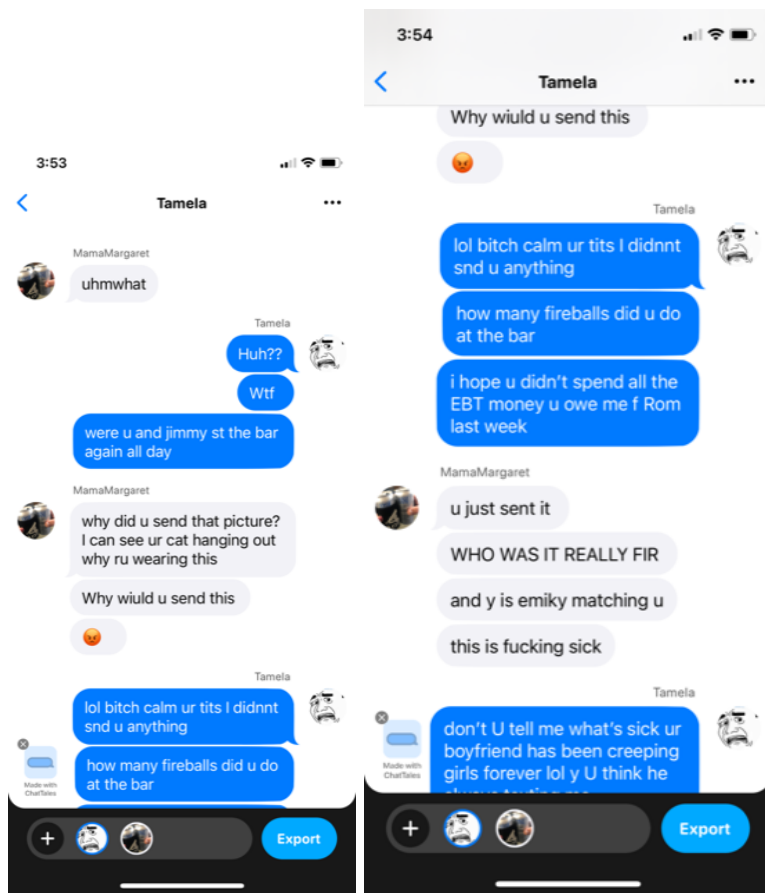 3:53
Tamela
MamaMargaret
uhmwhat
Tamela
Huh??
Wtf
were u and jimmy st the bar
again all day
MamaMargaret
why did u send that picture?
I can see ur cat hanging out
why ru wearing this
Why wiuld u send this
Tamela
lol bitch calm ur tits I didnnt
snd u anything
how many fireballs did u do
at the bar
Made with
ChatTales
Export
3:54
Tamela
Why wiuld u send this
Tamela
lol bitch calm ur tits I didnnt
snd u anything
how many fireballs did u do
at the bar
i hope u didn't spend all the
EBT money u owe me f Rom
last week
MamaMargaret
u just sent it
WHO WAS IT REALLY FIR
and y is emiky matching u
this is fucking sick
Tamela
don't U tell me what's sick ur
boyfriend has been creeping
girls forever lol y U think he
always texting me
Made with
ChatTales
Export